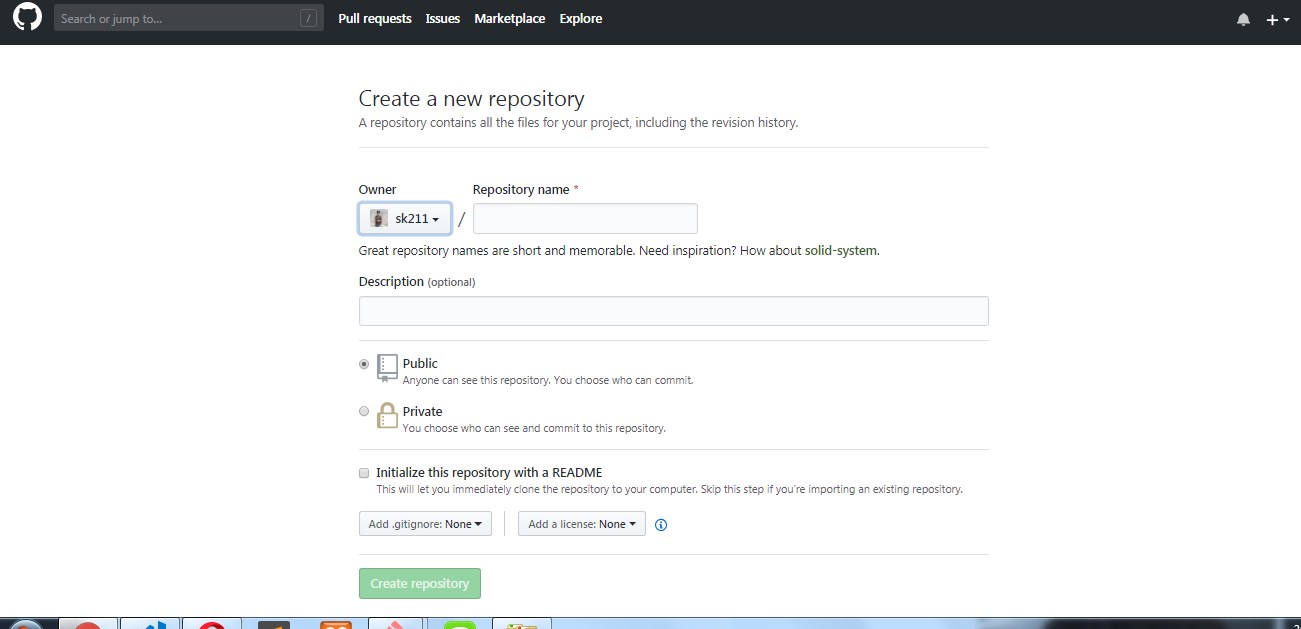 Search or jump to... /
Pull requests Issues Marketplace Explore
Create a new repository
A repository contains all the files for your project, including the revision history.
Owner Repository name *
sk211 /
Great repository names are short and memorable. Need inspiration? How about solid-system.
Description (optional)
Public
Anyone can see this repository. You choose who can commit.
Private
You choose who can see and commit to this repository.
Initialize this repository with a README
This will let you immediately clone the repository to your computer. Skip this step if you're importing an existing repository.
Add .gitignore: None Add a license: None
Create repository